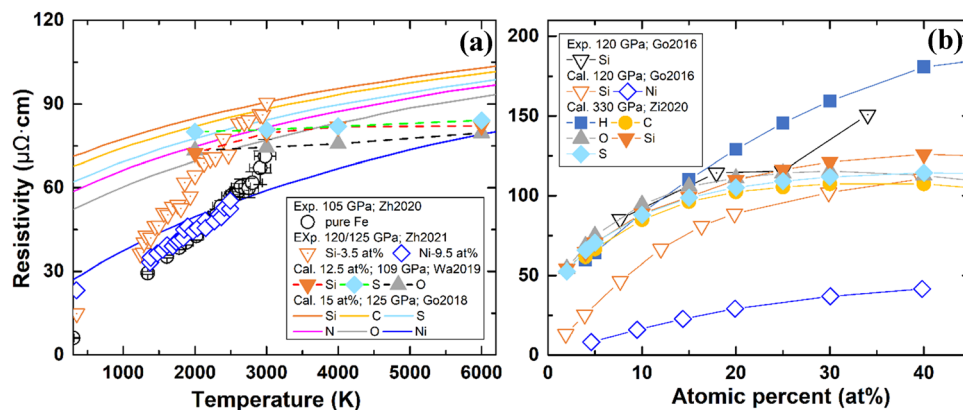 (a)
Resistivity (μΩ·cm)
120
90
60
30
0
Exp. 105 GPa; Zh2020
pure Fe
EXp. 120/125 GPa; Zh2021
Si-3.5 at% Ni-9.5 at%
Cal. 12.5 at%; 109 GPa; Wa2019
Si S O
Cal. 15 at%; 125 GPa; Go2018
Si C S
N O Ni
1000 2000 3000 4000 5000 6000
Temperature (K)
(b)
200
150
100
50
0
Exp. 120 GPa; Go2016
Si
Cal. 120 GPa; Go2016
Si Ni
Cal. 330 GPa; Zi2020
H C
O Si
S
0 10 20 30 40
Atomic percent (at%)